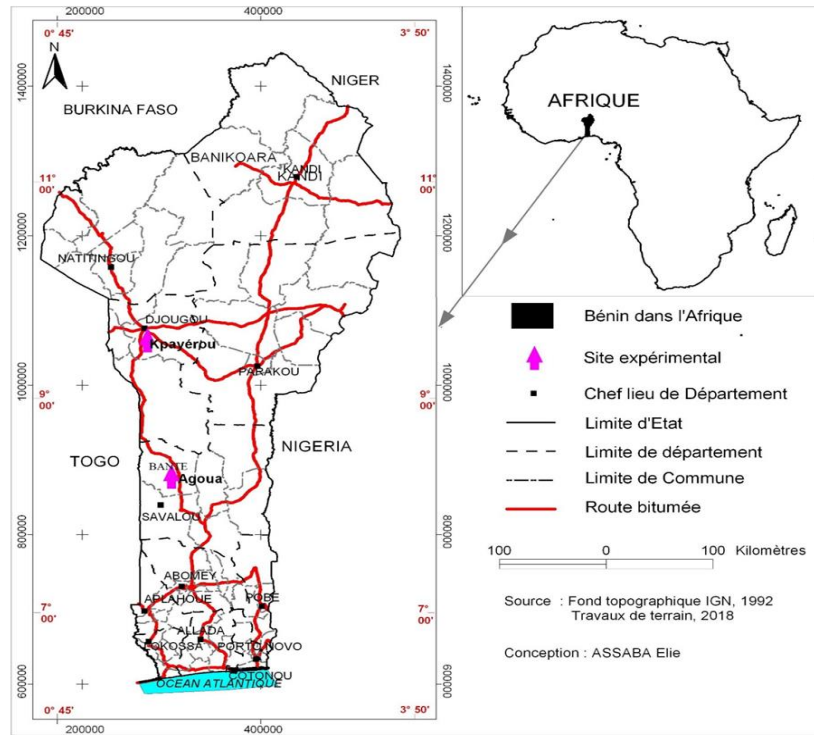 200000
400000
0° 45'
3° 50'
N
NIGER
1400000
1400000
BURKINA FASO
AFRIQUE
BANIKOARA
KANDI
KANDI
11°
00'
11°
00'
1200000
1200000
NATITINGOU
DJOUGOU
Kpayérou
PARAKOU
1000000
1000000
9°
00'
9°
00'
TOGO
NIGERIA
BANTE
Agoua
SAVALOU
800000
800000
ABOMEY
APLAHOUE
POBE
7°
00'
7°
00'
ALLADA
LOKOSSA
PORTO NOVO
COTONOU
OCEAN ATLANTIQUE
600000
600000
0° 45'
3° 50'
200000
400000
Bénin dans l'Afrique
Site expérimental
Chef lieu de Département
Limite d'Etat
Limite de département
Limite de Commune
Route bitumée
100 0 100 Kilomètres
Source : Fond topographique IGN, 1992
Travaux de terrain, 2018
Conception : ASSABA Elie